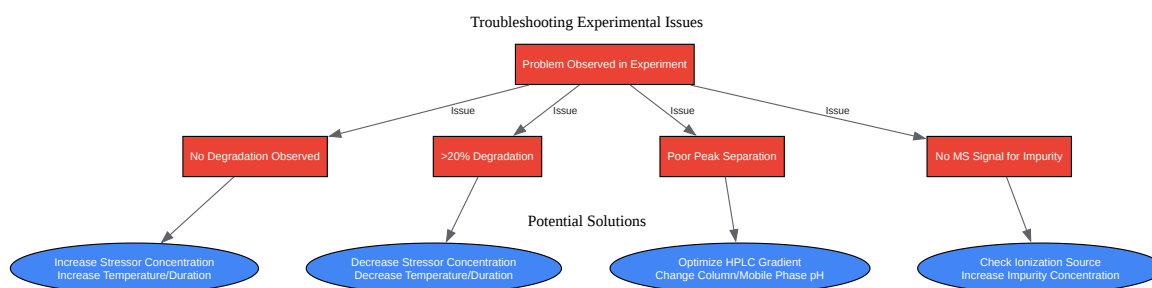 Troubleshooting Experimental Issues
Problem Observed in Experiment
Issue
Issue
Issue
Issue
No Degradation Observed
>20% Degradation
Poor Peak Separation
No MS Signal for Impurity
Potential Solutions
Increase Stressor Concentration
Increase Temperature/Duration
Decrease Stressor Concentration
Decrease Temperature/Duration
Optimize HPLC Gradient
Change Column/Mobile Phase pH
Check Ionization Source
Increase Impurity Concentration